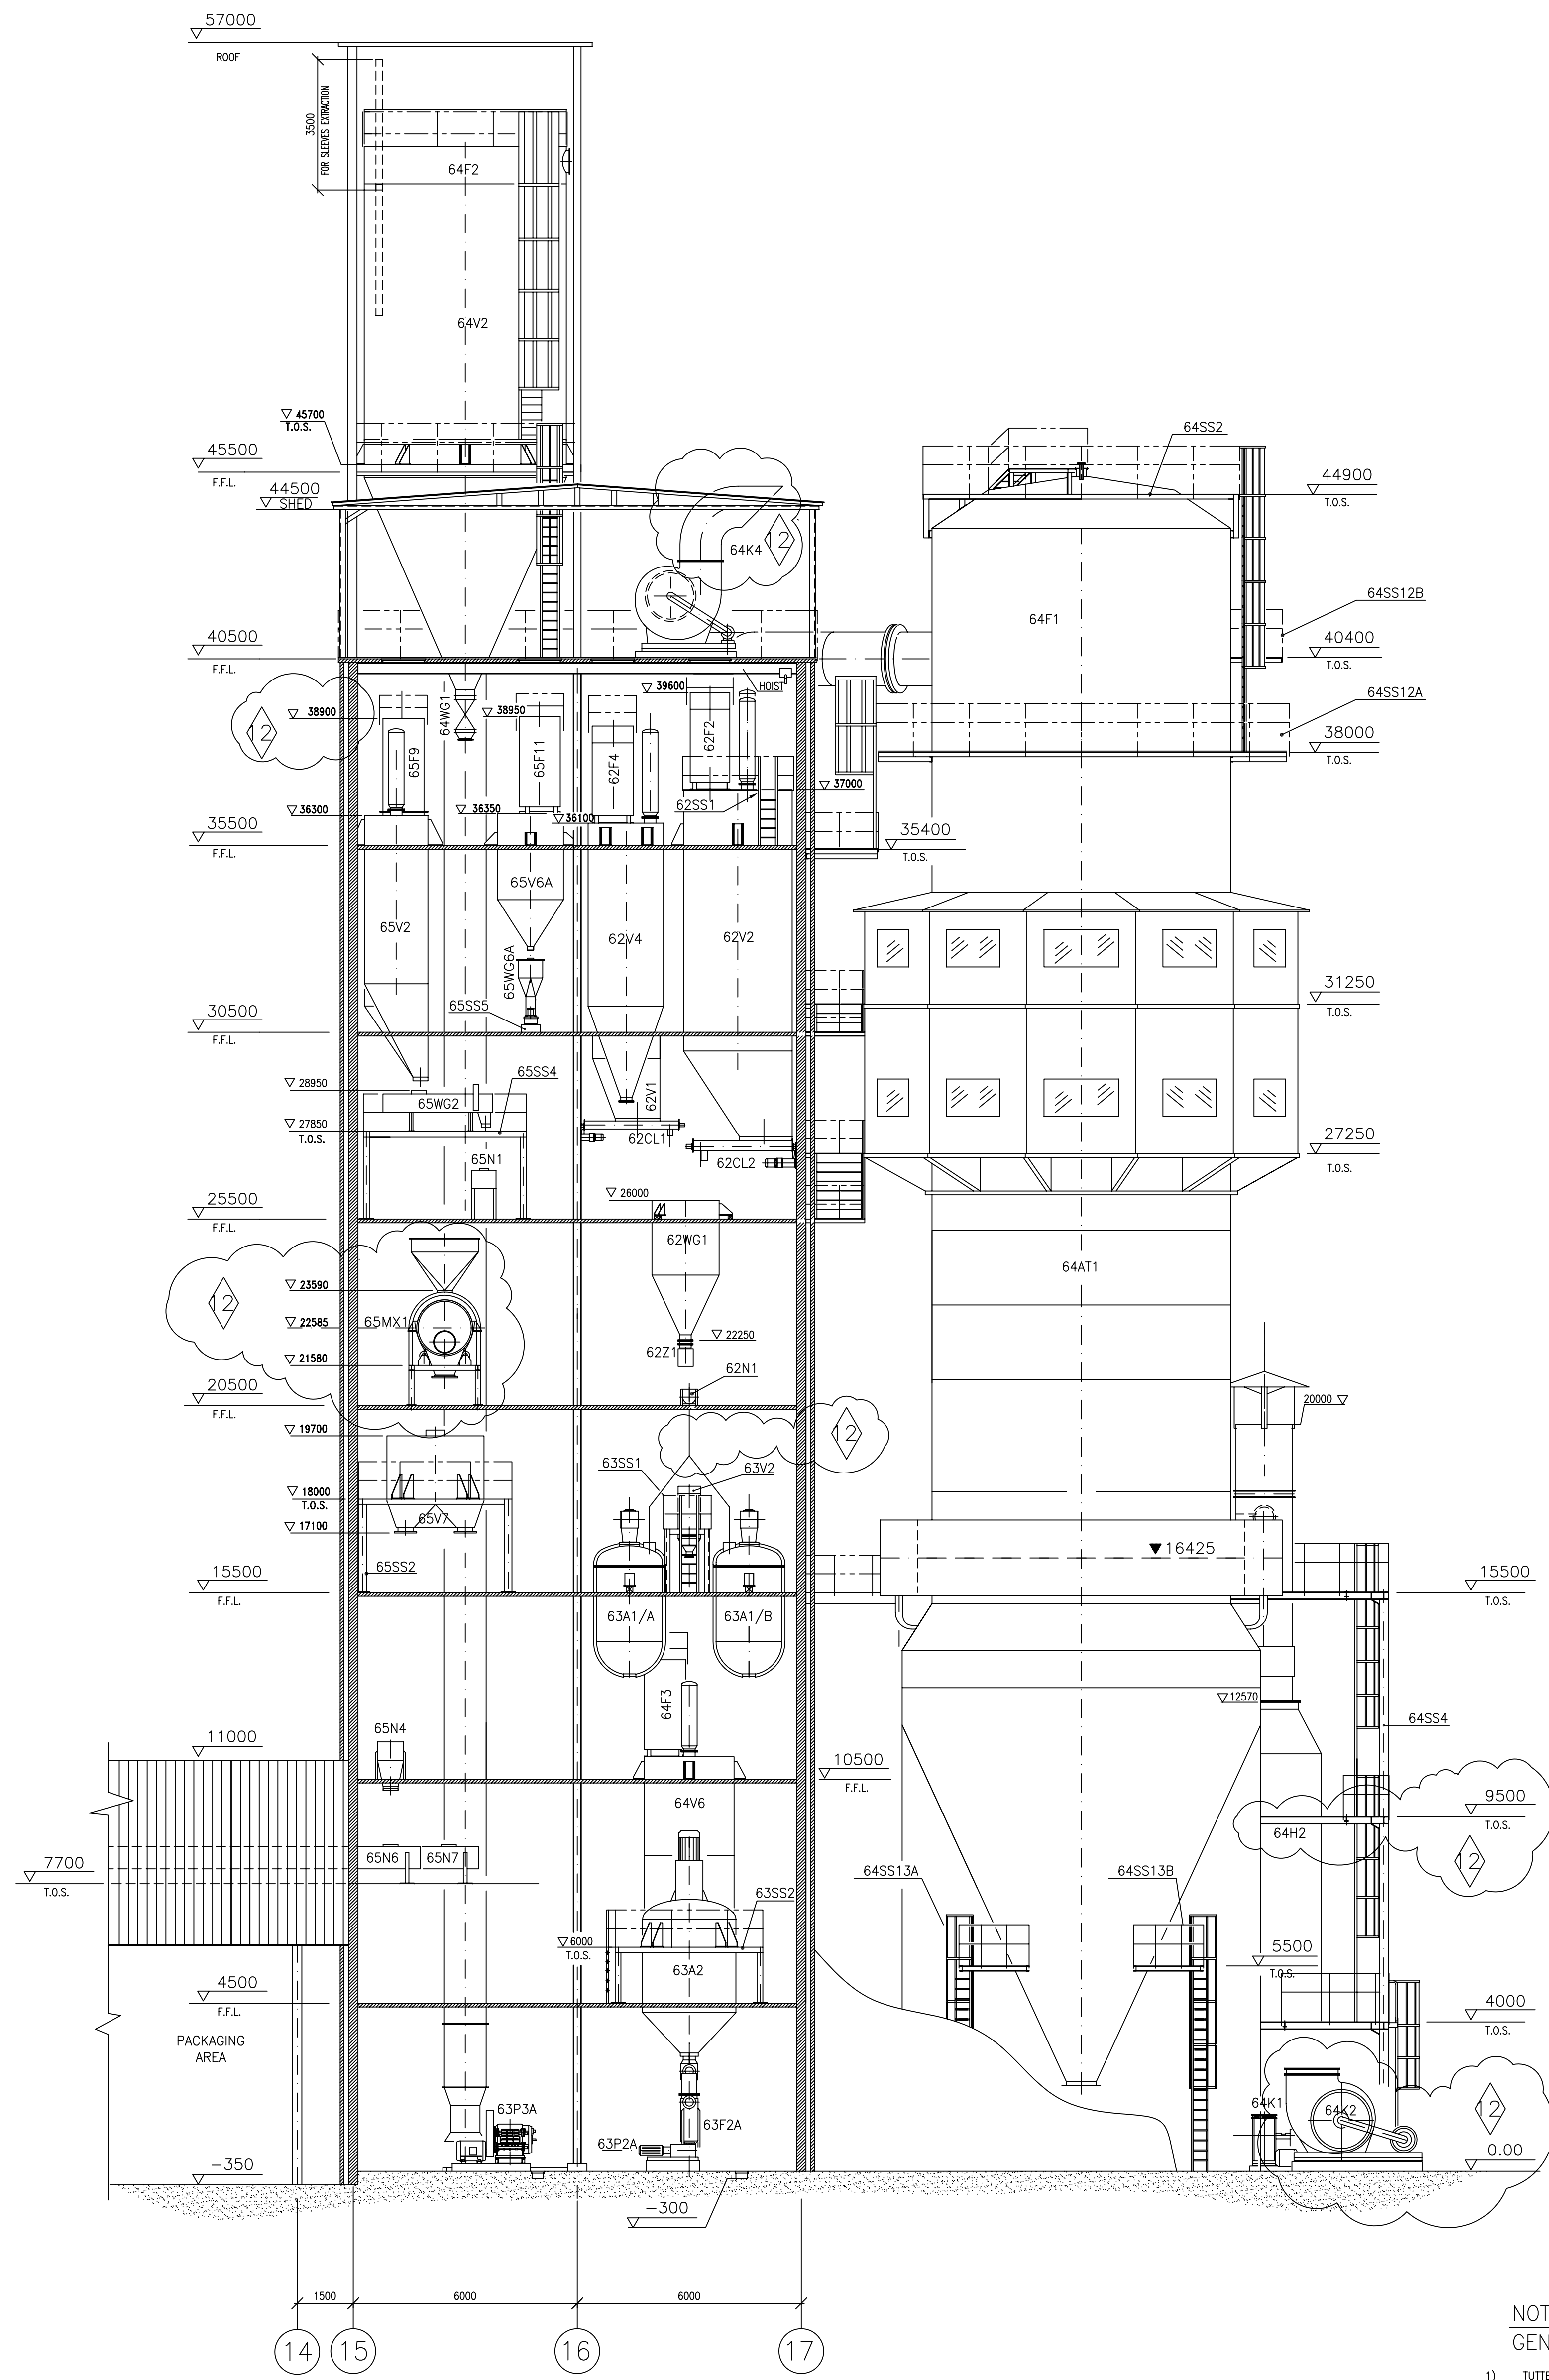 57000
ROOF
3500
FOR SLEEVES EXTRACTION
64F2
64V2
45700
T.O.S.
45500
F.F.L.
44500
SHED
64K4
12
64SS2
44900
T.O.S.
64F1
64SS12B
40400
T.O.S.
40500
F.F.L.
HOIST
64SS12A
38000
T.O.S.
12
38900
64WG1
38950
39600
65F9
65F11
62F4
62F2
62SS1
37000
36300
36350
36100
35500
F.F.L.
35400
T.O.S.
65V6A
65V2
62V4
62V2
65WG6A
65SS5
31250
T.O.S.
30500
F.F.L.
28950
65SS4
65WG2
62V1
27850
T.O.S.
62CL1
62CL2
65N1
27250
T.O.S.
26000
25500
F.F.L.
62WG1
64AT1
12
23590
22585
65MX1
22250
62Z1
21580
62N1
20500
F.F.L.
20000
19700
12
63SS1
63V2
18000
T.O.S.
65V7
17100
16425
65SS2
15500
F.F.L.
15500
T.O.S.
63A1/A
63A1/B
64F3
12570
64SS4
65N4
11000
10500
F.F.L.
64V6
9500
T.O.S.
64H2
12
65N6
65N7
7700
T.O.S.
64SS13A
64SS13B
63SS2
6000
T.O.S.
63A2
5500
T.O.S.
4500
F.F.L.
4000
T.O.S.
PACKAGING
AREA
63P3A
63P2A
63F2A
64K1
64K2
12
0.00
-350
-300
1500
6000
6000
14
15
16
17
NOT
GEN
1)
TUTTE